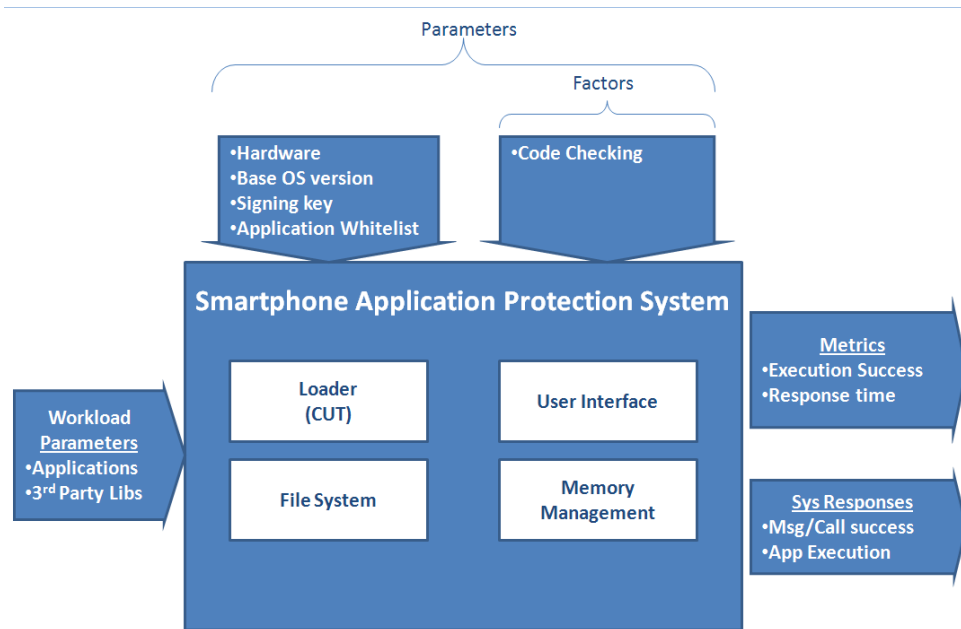 Parameters
Factors
•Hardware
•Base OS version
•Signing key
•Application Whitelist
•Code Checking
Smartphone Application Protection System
Loader
(CUT)
User Interface
File System
Memory
Management
Workload
Parameters
•Applications
•3rd Party Libs
Metrics
•Execution Success
•Response time
Sys Responses
•Msg/Call success
•App Execution